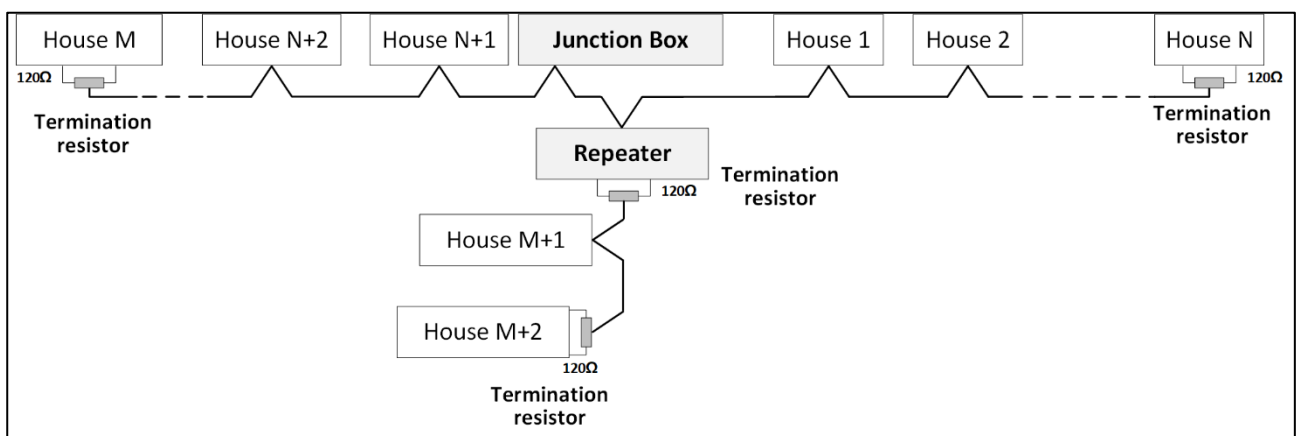 House M
House N+2
House N+1
Junction Box
House 1
House 2
House N
120Ω
120Ω
Termination
resistor
Termination
resistor
Repeater
120Ω
Termination
resistor
House M+1
House M+2
120Ω
Termination
resistor